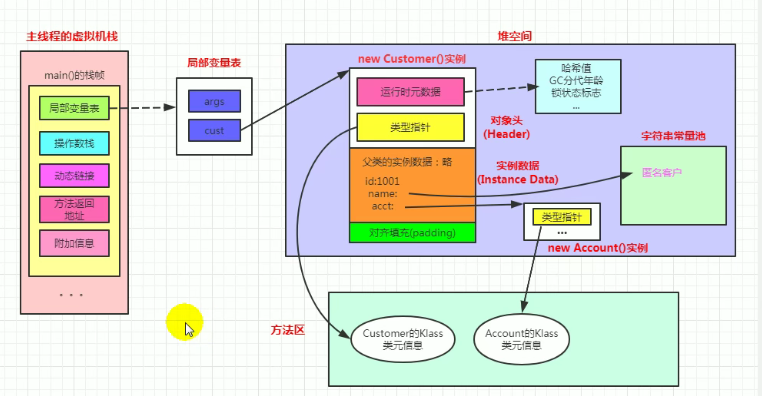 主线程的虚拟机栈
main()的栈帧
局部变量表
操作数栈
动态链接
方法返回
地址
附加信息
. . .
局部变量表
args
cust
堆空间
new Customer()实例
运行时元数据
类型指针
对象头
(Header)
父类的实例数据：略
id:1001
name:
acct:
实例数据
(Instance Data)
对齐填充(padding)
哈希值
GC分代年龄
锁状态标志
...
字符串常量池
匿名客户
类型指针
...
new Account()实例
方法区
Customer的Klass
类元信息
Account的Klass
类元信息